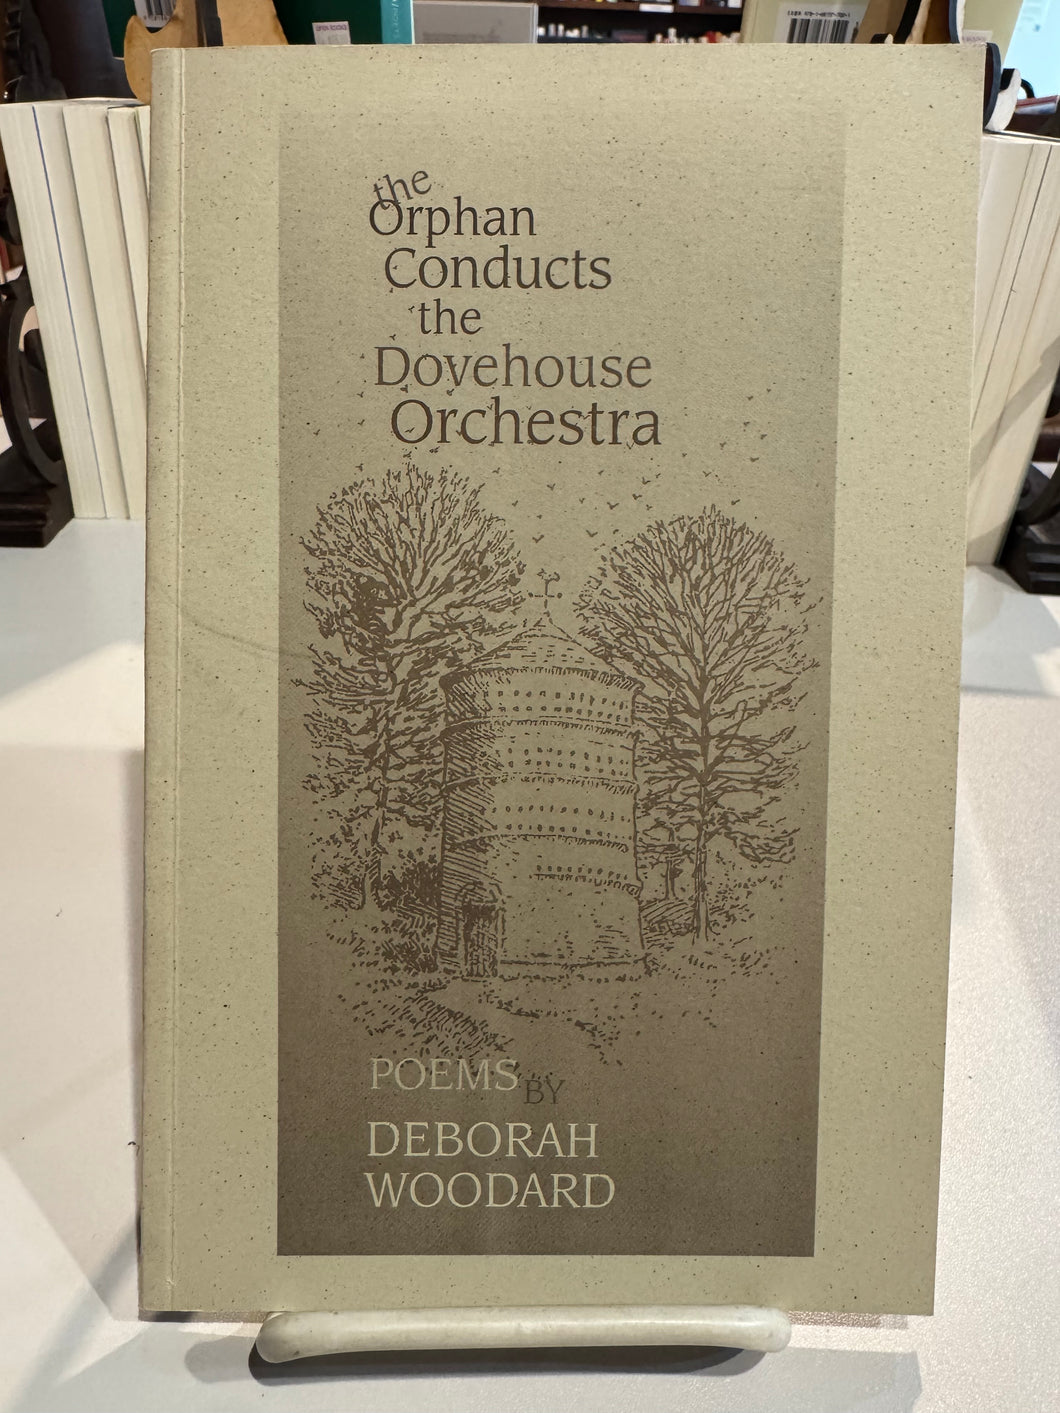 the
Orphan
Conducts
the
Dovehouse
Orchestra
POEMS BY
DEBORAH
WOODARD